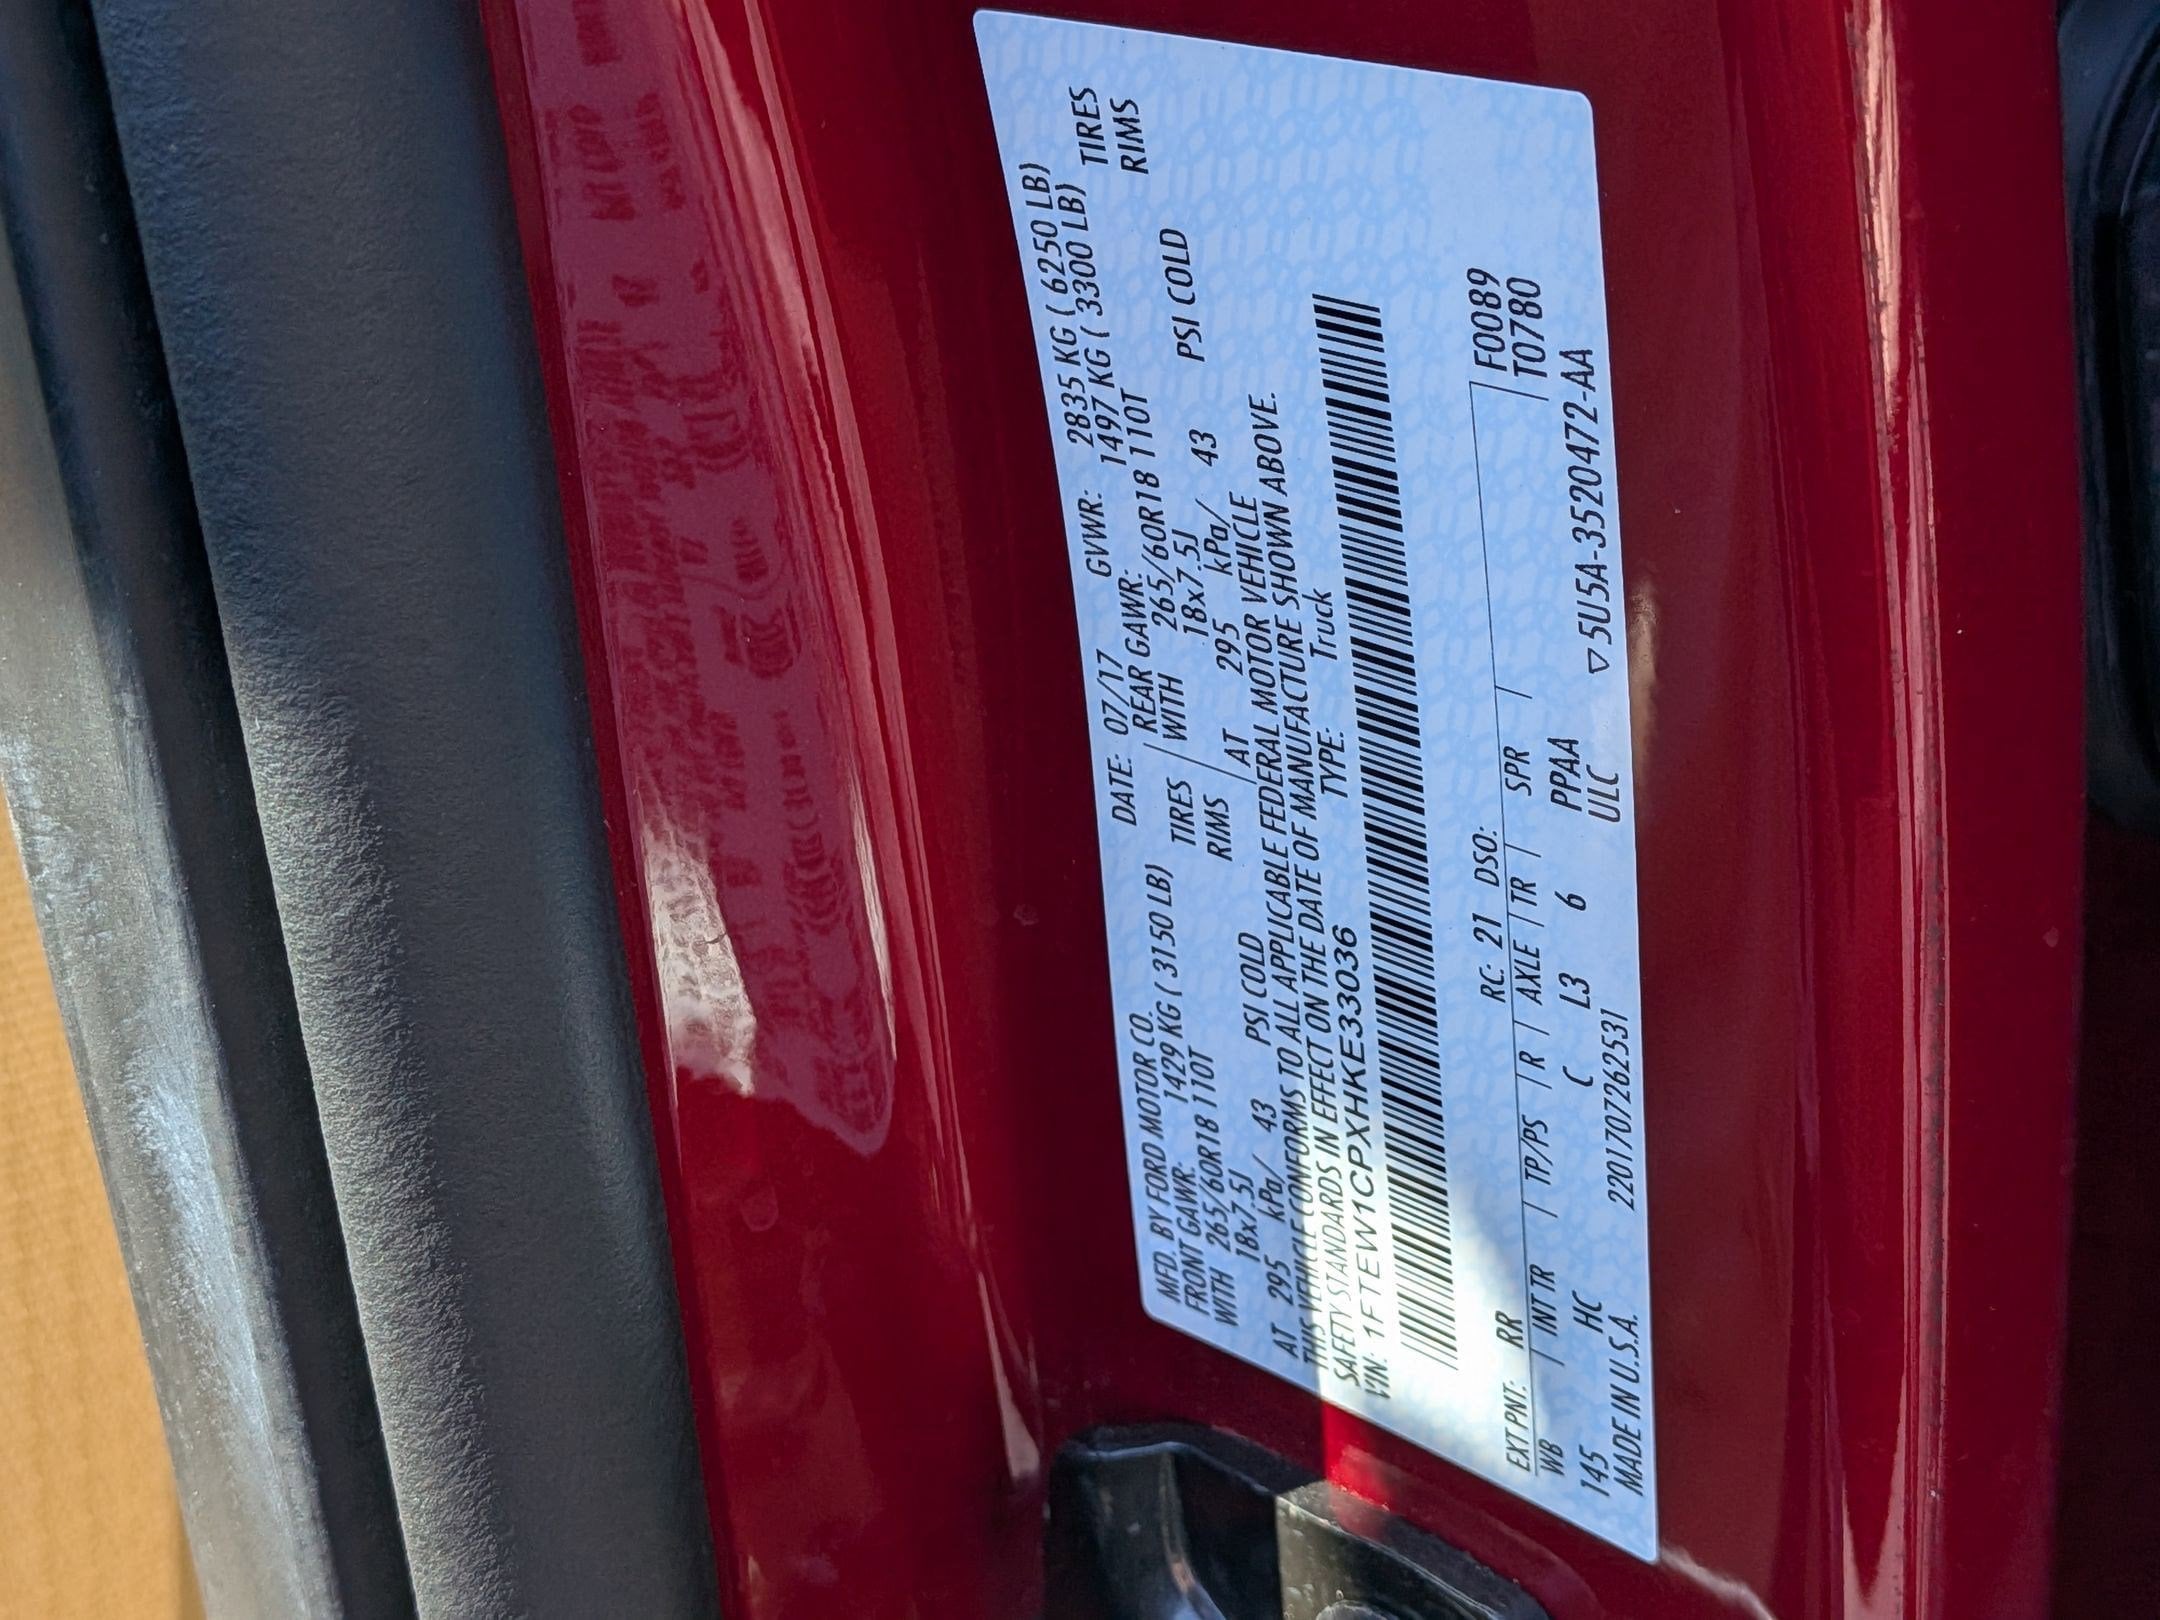 MFD. BY FORD MOTOR CO.
DATE: 07/17 GVWR: 2835 KG ( 6250 LB)
FRONT GAWR: 1429 KG ( 3150 LB) REAR GAWR: 1497 KG ( 3300 LB)
WITH 265/60R18 110T TIRES WITH 265/60R18 110T TIRES
18x7.5J RIMS 18x7.5J RIMS
AT 295 kPa/ 43 PSI COLD AT 295 kPa/ 43 PSI COLD
THIS VEHICLE CONFORMS TO ALL APPLICABLE FEDERAL MOTOR VEHICLE
SAFETY STANDARDS IN EFFECT ON THE DATE OF MANUFACTURE SHOWN ABOVE.
VIN: 1FTEW1CPXHKE33036 TYPE: Truck
EXT PNT: RR RC: 21 DSO: F0089
WB INT TR TP/PS R AXLE TR SPR T0780
145 HC C L3 6 PPAA ▽ 5U5A-3520472-AA
MADE IN U.S.A. 2201707262531 ULC